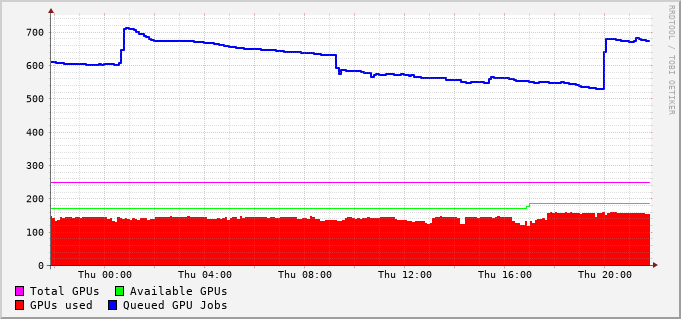 RRDTOOL / TOBI OETIKER
700
600
500
400
300
200
100
0
Thu 00:00 Thu 04:00 Thu 08:00 Thu 12:00 Thu 16:00 Thu 20:00
Total GPUs Available GPUs
GPUs used Queued GPU Jobs